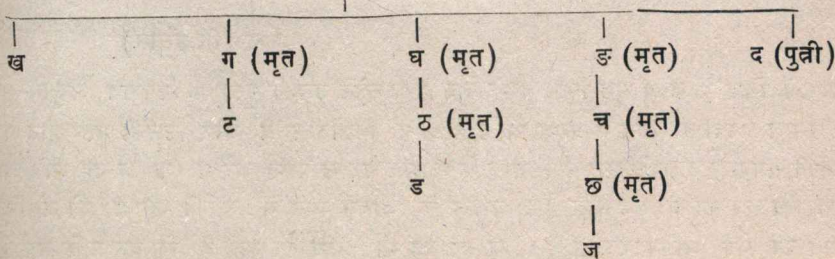 ख ग (मृत) घ (मृत) ङ (मृत) द (पुत्री)
ट ठ (मृत) च (मृत)
ड छ (मृत)
ज